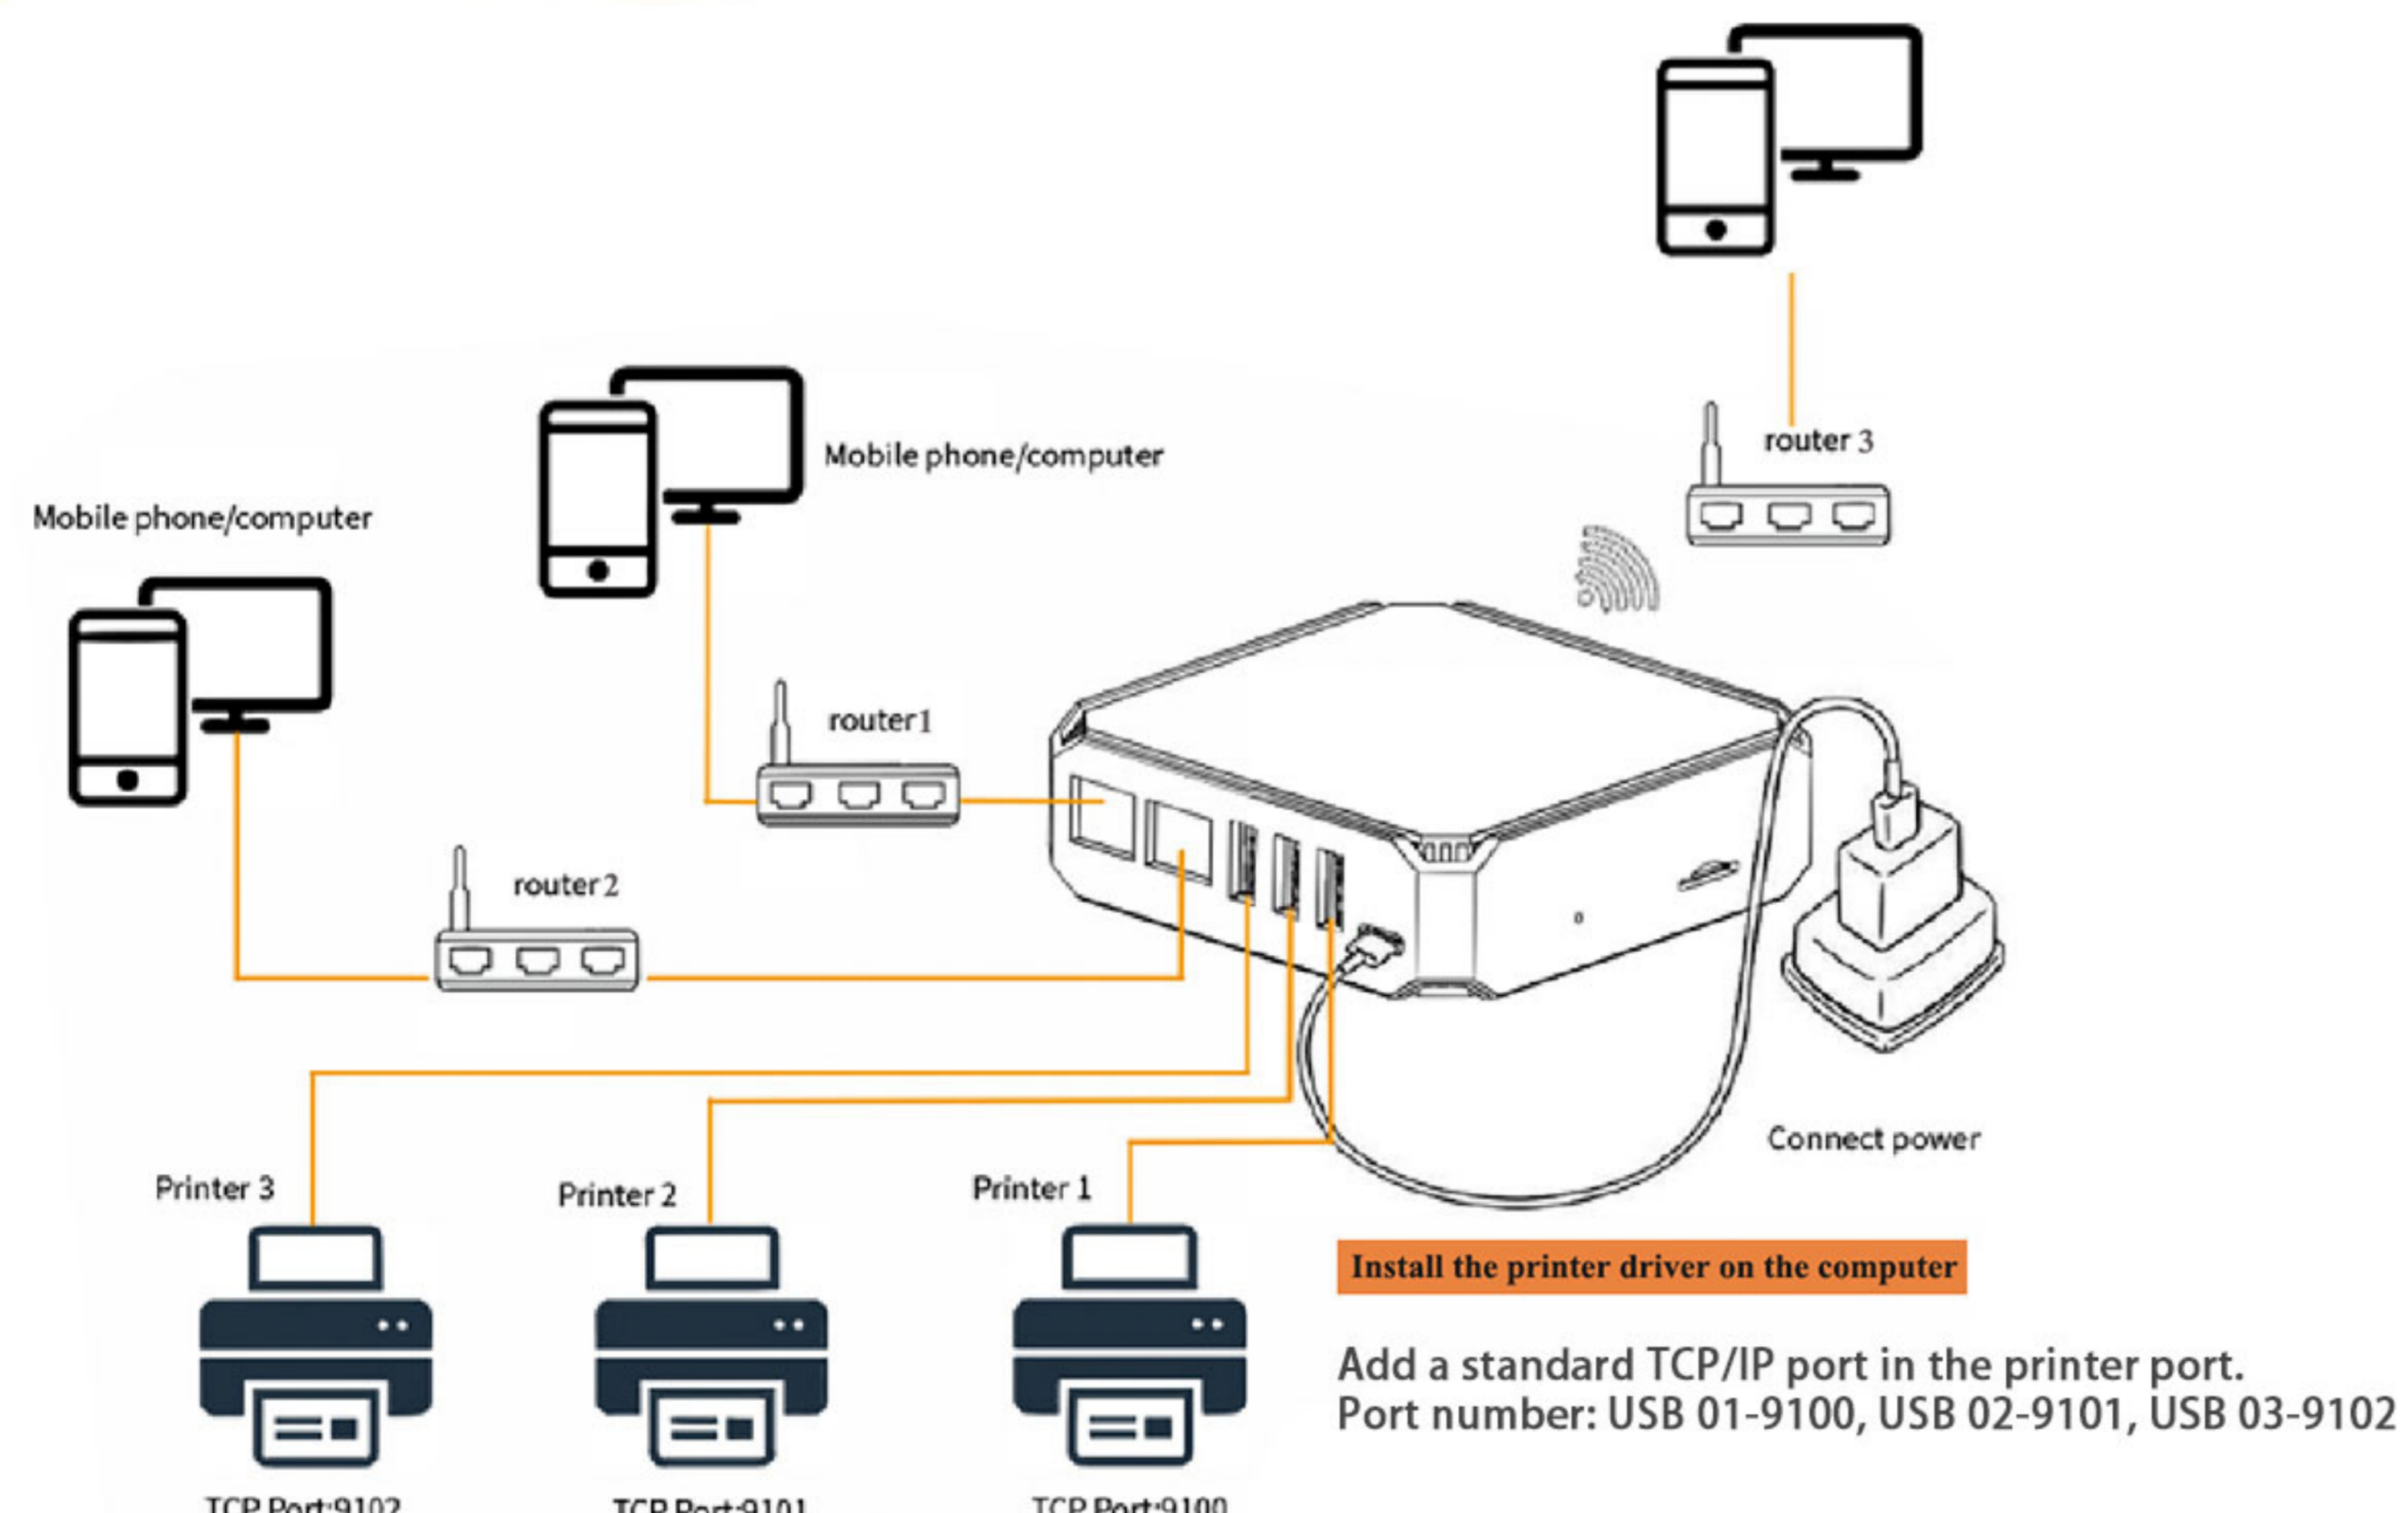 router 3
Mobile phone/computer
Mobile phone/computer
router1
router2
Connect power
Printer 3
Printer 2
Printer 1
Install the printer driver on the computer
Add a standard TCP/IP port in the printer port.
Port number: USB 01-9100, USB 02-9101, USB 03-9102
TCP Port:9102
TCP Port:9101
TCP Port:9100